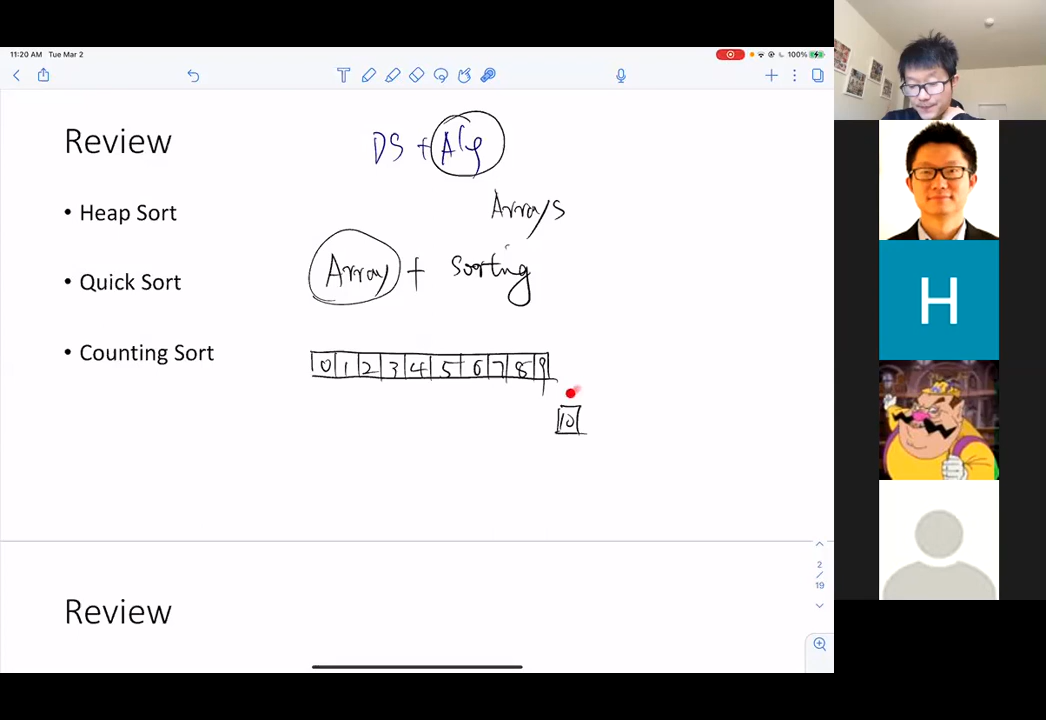 11:20 AM Tue Mar 2
100%
Review
DS + Alg
• Heap Sort
Arrays
Array + Sorting
• Quick Sort
• Counting Sort
0 1 2 3 4 5 6 7 8 9
10
2 / 19
Review
H